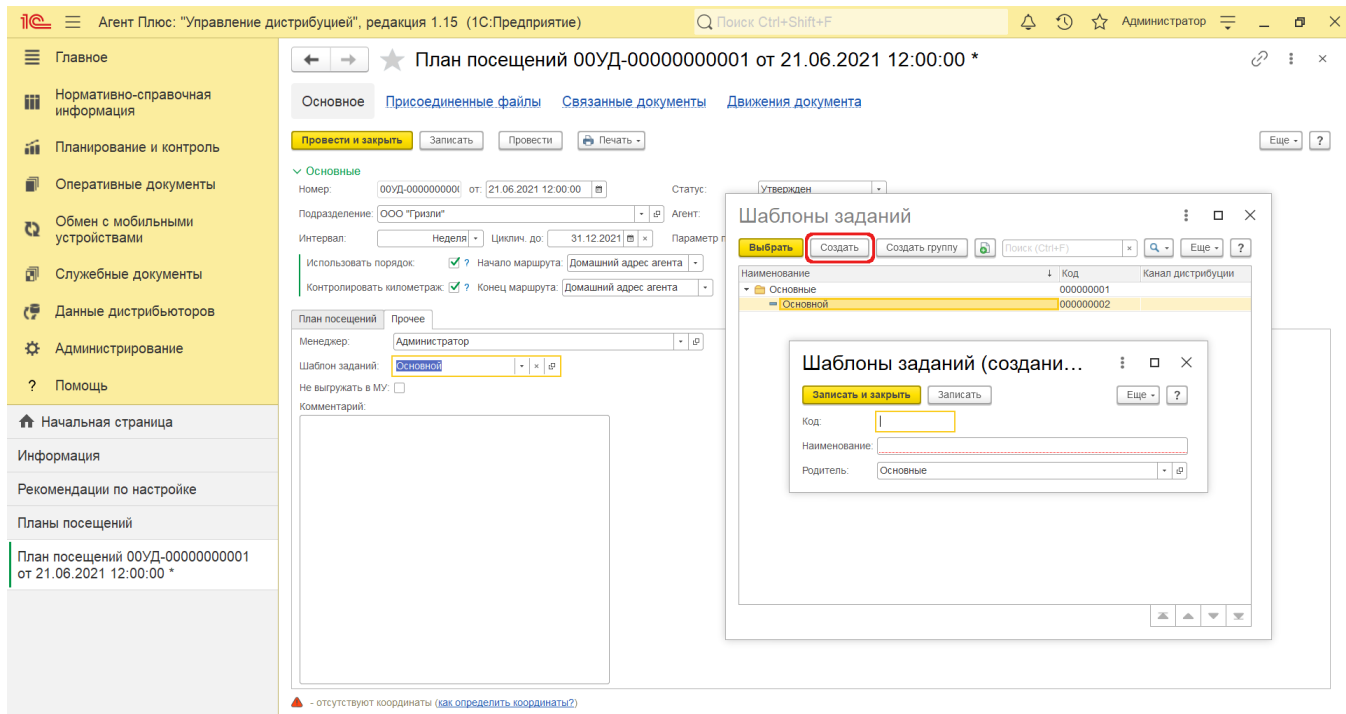 1С Агент Плюс: "Управление дистрибуцией", редакция 1.15 (1С:Предприятие) Поиск Ctrl+Shift+F Администратор
Главное
Нормативно-справочная
информация
Планирование и контроль
Оперативные документы
Обмен с мобильными
устройствами
Служебные документы
Данные дистрибьюторов
Администрирование
? Помощь
Начальная страница
Информация
Рекомендации по настройке
Планы посещений
План посещений 00УД-00000000001
от 21.06.2021 12:00:00 *
План посещений 00УД-00000000001 от 21.06.2021 12:00:00 *
Основное Присоединенные файлы Связанные документы Движения документа
Провести и закрыть Записать Провести Печать Еще ?
Основные
Номер: 00УД-000000000 от: 21.06.2021 12:00:00 Статус: Утвержден
Подразделение: ООО "Гризли" Агент:
Интервал: Неделя Циклич. до: 31.12.2021 Параметр
Использовать порядок: ? Начало маршрута: Домашний адрес агента
Контролировать километраж: ? Конец маршрута: Домашний адрес агента
План посещений Прочее
Менеджер: Администратор
Шаблон заданий: Основной
Не выгружать в МУ:
Комментарий:
- отсутствуют координаты (как определить координаты?)
Шаблоны заданий
Выбрать Создать Создать группу Поиск (Ctrl+F) Еще ?
Наименование Код Канал дистрибуции
Основные 000000001
Основной 000000002
Шаблоны заданий (создани...
Записать и закрыть Записать Еще ?
Код:
Наименование:
Родитель: Основные